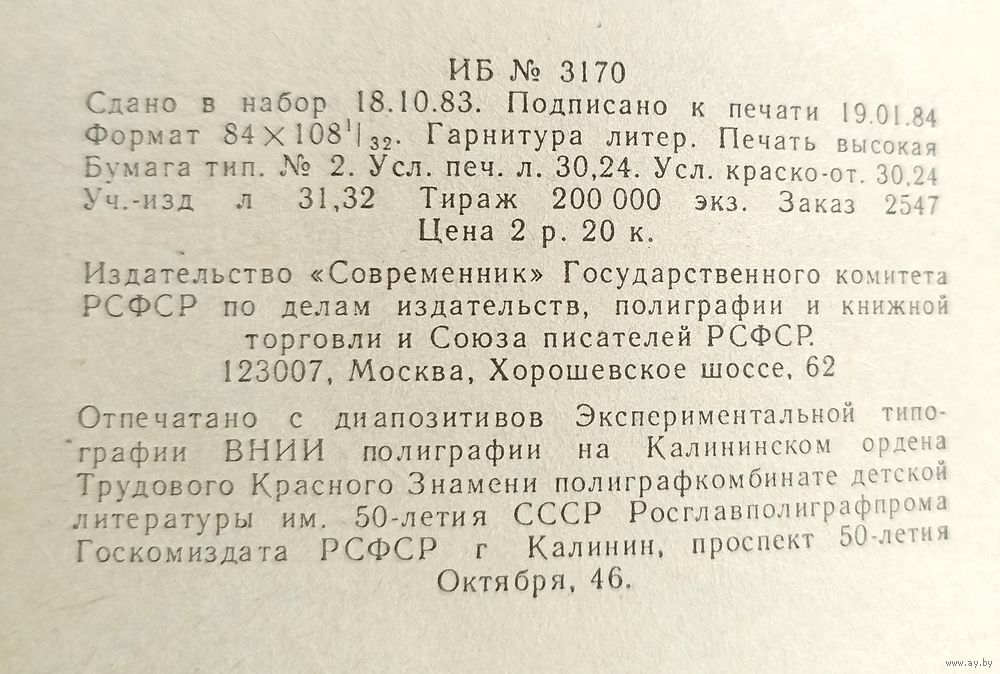 ИБ № 3170
Сдано в набор 18.10.83. Подписано к печати 19.01.84
Формат 84×108¹/₃₂. Гарнитура литер. Печать высокая
Бумага тип. № 2. Усл. печ. л. 30,24. Усл. краско-от. 30,24
Уч.-изд л 31,32 Тираж 200 000 экз. Заказ 2547
Цена 2 р. 20 к.
Издательство «Современник» Государственного комитета
РСФСР по делам издательств, полиграфии и книжной
торговли и Союза писателей РСФСР.
123007, Москва, Хорошевское шоссе, 62
Отпечатано с диапозитивов Экспериментальной типо-
графии ВНИИ полиграфии на Калининском ордена
Трудового Красного Знамени полиграфкомбинате детской
литературы им. 50-летия СССР Росглавполиграфпрома
Госкомиздата РСФСР г Калинин, проспект 50-летия
Октября, 46.
www.ay.by